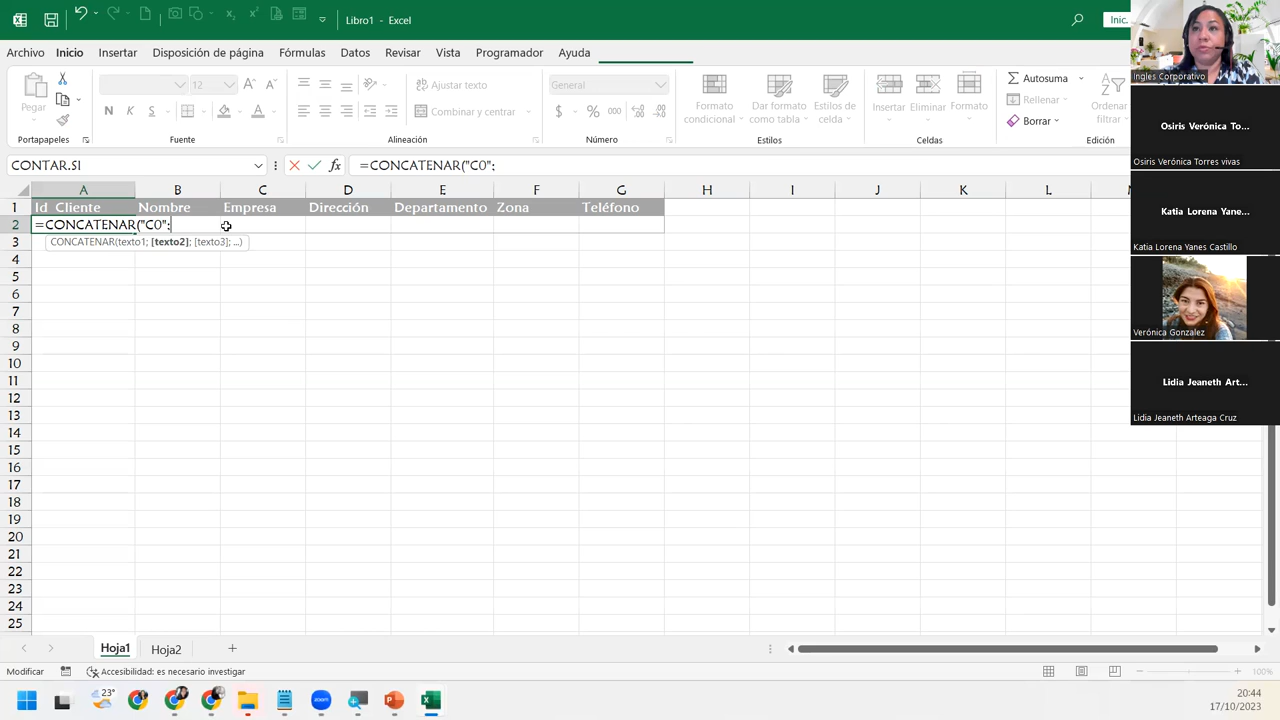 Libro1 - Excel
Inic.
Archivo Inicio Insertar Disposición de página Fórmulas Datos Revisar Vista Programador Ayuda
12
General
Autosuma
Pegar
Ajustar texto
Formato condicional
Dar formato como tabla
Estilos de celda
Insertar
Eliminar
Formato
Rellenar
Ordenar
filtrar
N K S
Combinar y centrar
$ % 000
Borrar
Portapapeles Fuente Alineación Número Estilos Celdas Edición
CONTAR.SI
fx =CONCATENAR("C0";
A B C D E F G H I J K L
1 Id_Cliente Nombre Empresa Dirección Departamento Zona Teléfono
2 =CONCATENAR("C0";
3 CONCATENAR(texto1; [texto2]; [texto3]; ...)
4
5
6
7
8
9
10
11
12
13
14
15
16
17
18
19
20
21
22
23
24
25
Hoja1 Hoja2 +
Modificar Accesibilidad: es necesario investigar 100%
23°
zoom
20:44
17/10/2023
Ingles Corporativo
Osiris Verónica To...
Osiris Verónica Torres vivas
Katia Lorena Yane...
Katia Lorena Yanes Castillo
Verónica Gonzalez
Lidia Jeaneth Art...
Lidia Jeaneth Arteaga Cruz